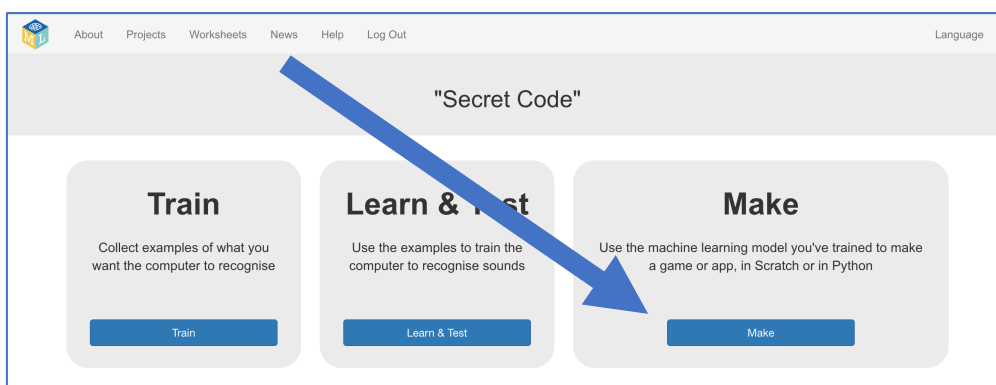 ML
About Projects Worksheets News Help Log Out Language
"Secret Code"
Train
Collect examples of what you
want the computer to recognise
Train
Learn &
Use the examples to train the
computer to recognise sounds
Learn & Test
Make
Use the machine learning model you've trained to make
a game or app, in Scratch or in Python
Make